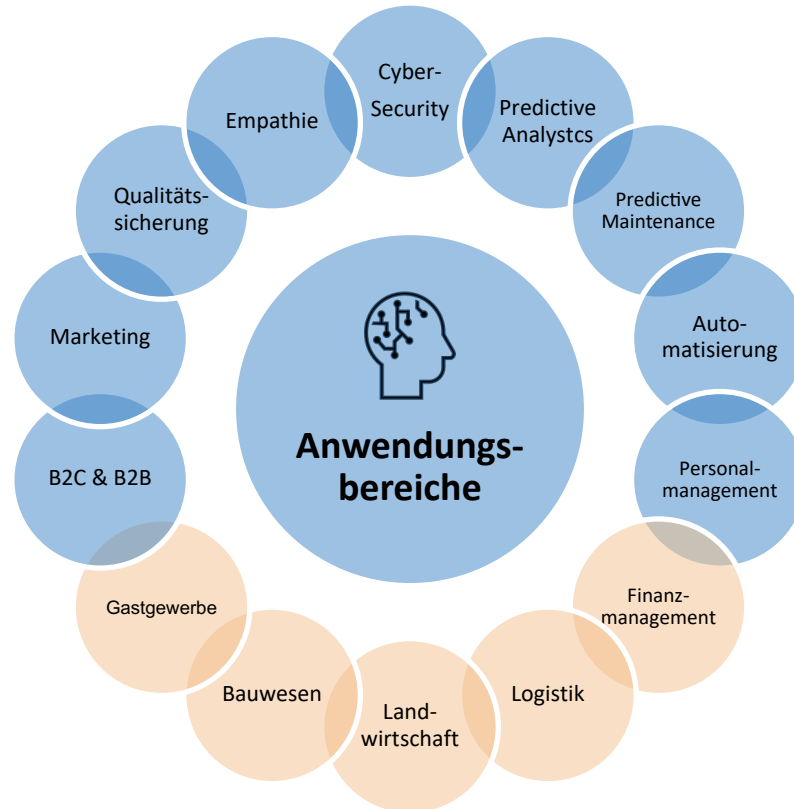 Cyber-
Security
Predictive
Analystcs
Predictive
Maintenance
Auto-
matisierung
Personal-
management
Finanz-
management
Logistik
Land-
wirtschaft
Bauwesen
Gastgewerbe
B2C & B2B
Marketing
Qualitäts-
sicherung
Empathie
Anwendungs-
bereiche